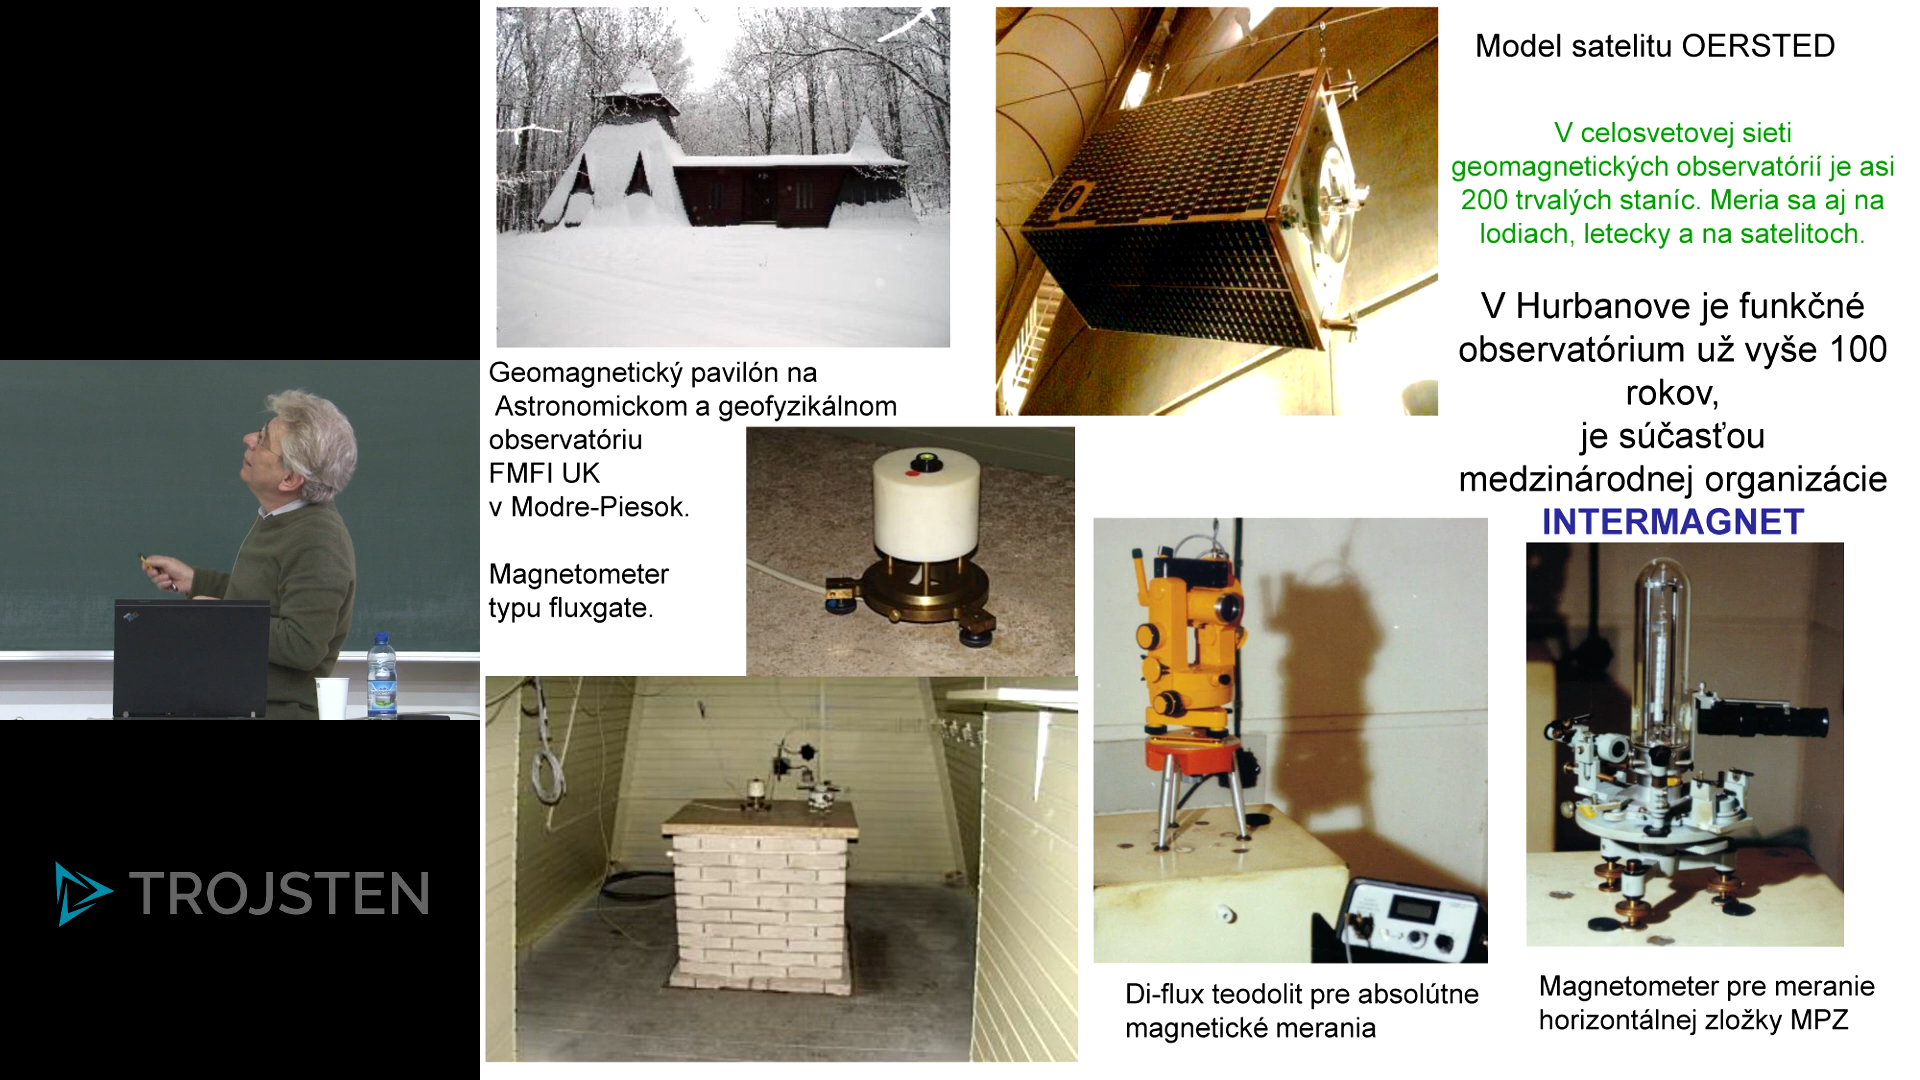 Model satelitu OERSTED
V celosvetovej sieti
geomagnetických observatórií je asi
200 trvalých staníc. Meria sa aj na
lodiach, letecky a na satelitoch.
V Hurbanove je funkčné
observatórium už vyše 100
rokov,
je súčasťou
medzinárodnej organizácie
INTERMAGNET
Geomagnetický pavilón na
Astronomickom a geofyzikálnom
observatóriu
FMFI UK
v Modre-Piesok.
Magnetometer
typu fluxgate.
Di-flux teodolit pre absolútne
magnetické merania
Magnetometer pre meranie
horizontálnej zložky MPZ
TROJSTEN